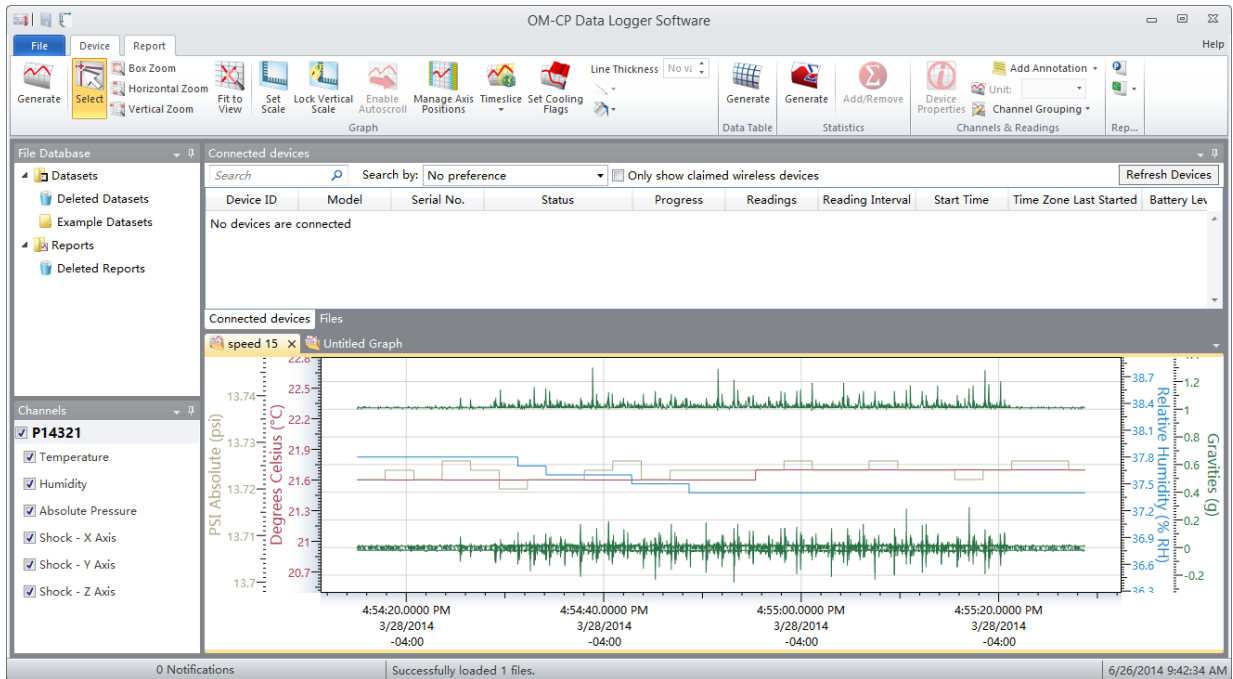 OM-CP Data Logger Software
File Device Report Help
Generate Select Box Zoom Horizontal Zoom Vertical Zoom Fit to View Set Scale Lock Vertical Scale Enable Autoscroll Manage Axis Positions Timeslice Set Cooling Flags Line Thickness No va Generate Generate Add/Remove Device Properties Add Annotation Unit: Channel Grouping
Graph Data Table Statistics Channels & Readings Rep...
File Database
Datasets
Deleted Datasets
Example Datasets
Reports
Deleted Reports
Channels
P14321
Temperature
Humidity
Absolute Pressure
Shock - X Axis
Shock - Y Axis
Shock - Z Axis
Connected devices
Search Search by: No preference Only show claimed wireless devices Refresh Devices
Device ID Model Serial No. Status Progress Readings Reading Interval Start Time Time Zone Last Started Battery Lev
No devices are connected
Connected devices Files
speed 15 Untitled Graph
PSI Absolute (psi)
13.74
13.73
13.72
13.71
13.7
Degrees Celsius (°C)
22.8
22.5
22.2
21.9
21.6
21.3
21
20.7
38.7
38.4
38.1
37.8
37.5
37.2
36.9
36.6
36.3
Relative Humidity (% RH)
1.2
1
0.8
0.6
0.4
0.2
0
-0.2
Gravities (g)
4:54:20.0000 PM 4:54:40.0000 PM 4:55:00.0000 PM 4:55:20.0000 PM
3/28/2014 3/28/2014 3/28/2014 3/28/2014
-04:00 -04:00 -04:00 -04:00
0 Notifications Successfully loaded 1 files. 6/26/2014 9:42:34 AM